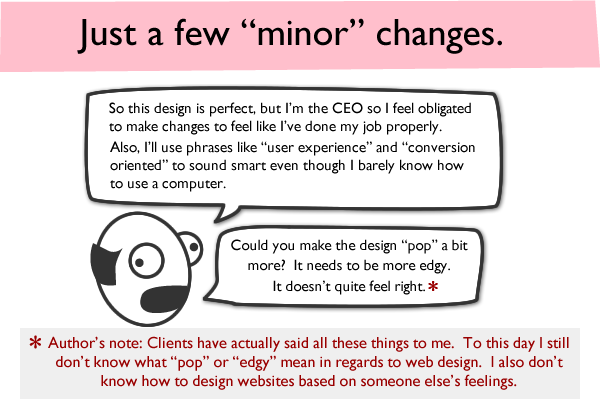 Just a few “minor” changes.
So this design is perfect, but I’m the CEO so I feel obligated
to make changes to feel like I’ve done my job properly.
Also, I’ll use phrases like “user experience” and “conversion
oriented” to sound smart even though I barely know how
to use a computer.
Could you make the design “pop” a bit
more? It needs to be more edgy.
It doesn’t quite feel right.*
* Author’s note: Clients have actually said all these things to me. To this day I still
don’t know what “pop” or “edgy” mean in regards to web design. I also don’t
know how to design websites based on someone else’s feelings.